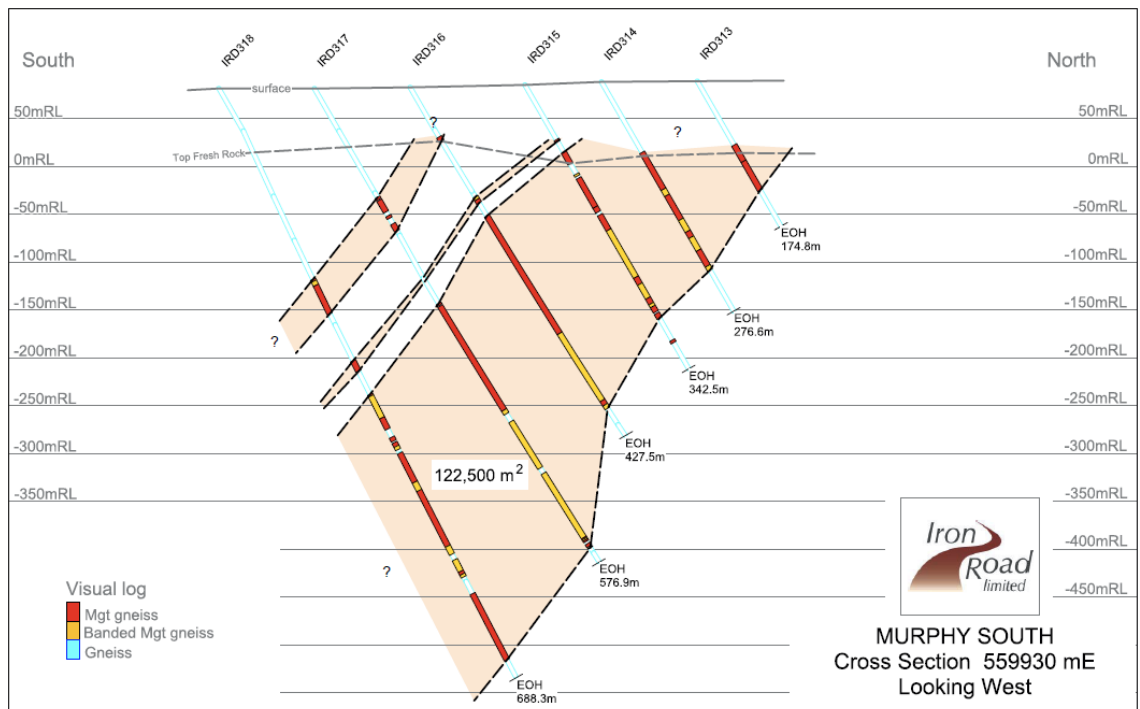 IRD318
IRD317
IRD316
IRD315
IRD314
IRD313
South
North
surface
50mRL
50mRL
?
?
Top Fresh Rock
0mRL
0mRL
-50mRL
-50mRL
EOH
174.8m
-100mRL
-100mRL
-150mRL
-150mRL
EOH
276.6m
?
-200mRL
-200mRL
EOH
342.5m
-250mRL
-250mRL
EOH
427.5m
-300mRL
-300mRL
122,500 m²
-350mRL
-350mRL
-400mRL
EOH
576.9m
?
-450mRL
Visual log
Mgt gneiss
Banded Mgt gneiss
Gneiss
EOH
688.3m
Iron
Road
limited
MURPHY SOUTH
Cross Section 559930 mE
Looking West